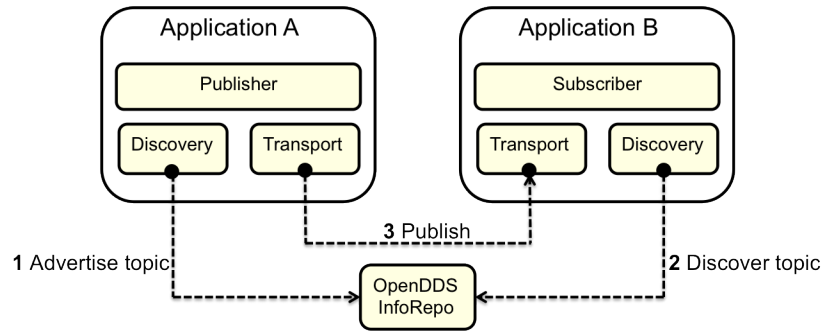 Application A
Application B
Publisher
Subscriber
Discovery
Transport
Transport
Discovery
3 Publish
1 Advertise topic
2 Discover topic
OpenDDS
InfoRepo